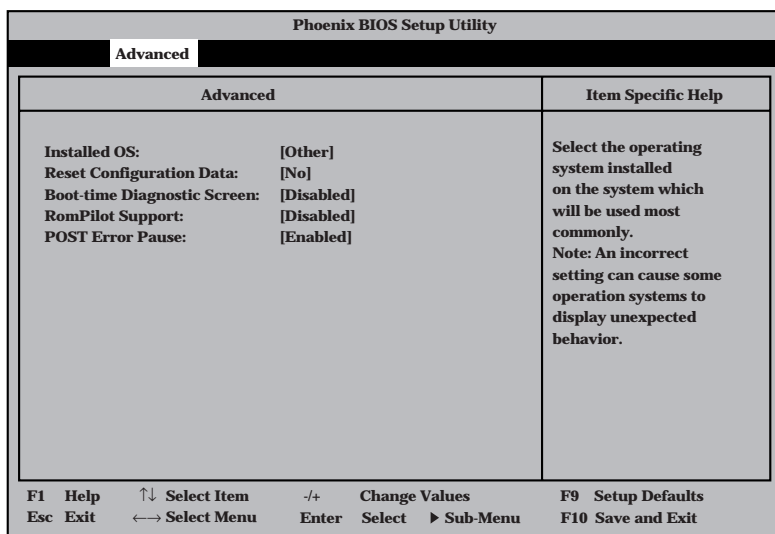 Phoenix BIOS Setup Utility
Advanced
Advanced
Item Specific Help
Installed OS: [Other]
Reset Configuration Data: [No]
Boot-time Diagnostic Screen: [Disabled]
RomPilot Support: [Disabled]
POST Error Pause: [Enabled]
Select the operating
system installed
on the system which
will be used most
commonly.
Note: An incorrect
setting can cause some
operation systems to
display unexpected
behavior.
F1 Help ↑↓ Select Item -/+ Change Values F9 Setup Defaults
Esc Exit ←→ Select Menu Enter Select ▶ Sub-Menu F10 Save and Exit